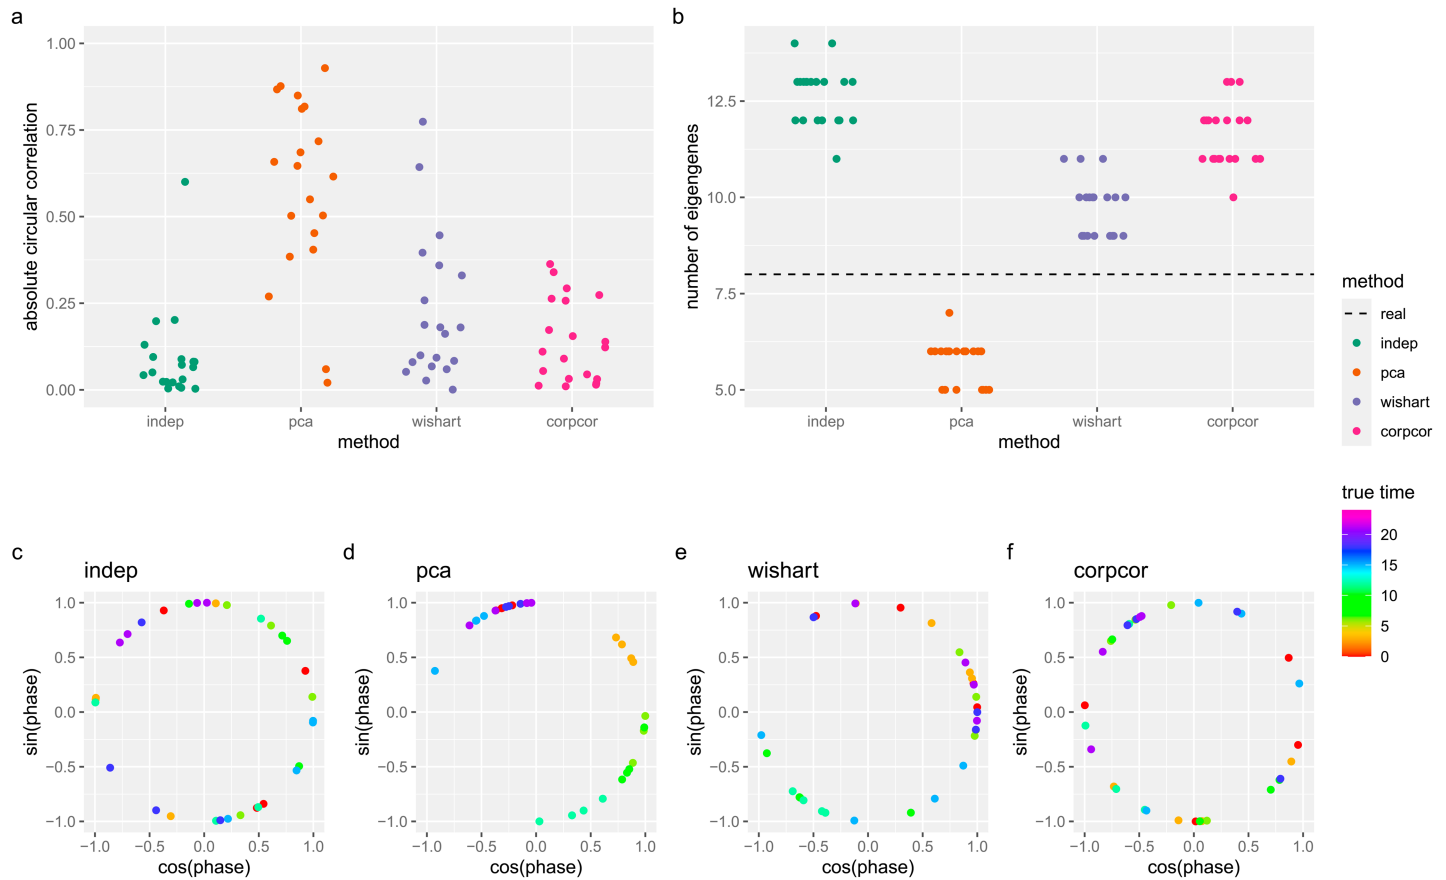 a
absolute circular correlation
1.00
0.75
0.50
0.25
0.00
indep
pca
wishart
corpcor
method
b
number of eigengenes
12.5
10.0
7.5
5.0
indep
pca
wishart
corpcor
method
method
real
indep
pca
wishart
corpcor
true time
20
15
10
5
0
c
indep
sin(phase)
1.0
0.5
0.0
−0.5
−1.0
−1.0 −0.5 0.0 0.5 1.0
cos(phase)
d
pca
sin(phase)
1.0
0.5
0.0
−0.5
−1.0
−1.0 −0.5 0.0 0.5 1.0
cos(phase)
e
wishart
sin(phase)
1.0
0.5
0.0
−0.5
−1.0
−1.0 −0.5 0.0 0.5 1.0
cos(phase)
f
corpcor
sin(phase)
1.0
0.5
0.0
−0.5
−1.0
−1.0 −0.5 0.0 0.5 1.0
cos(phase)